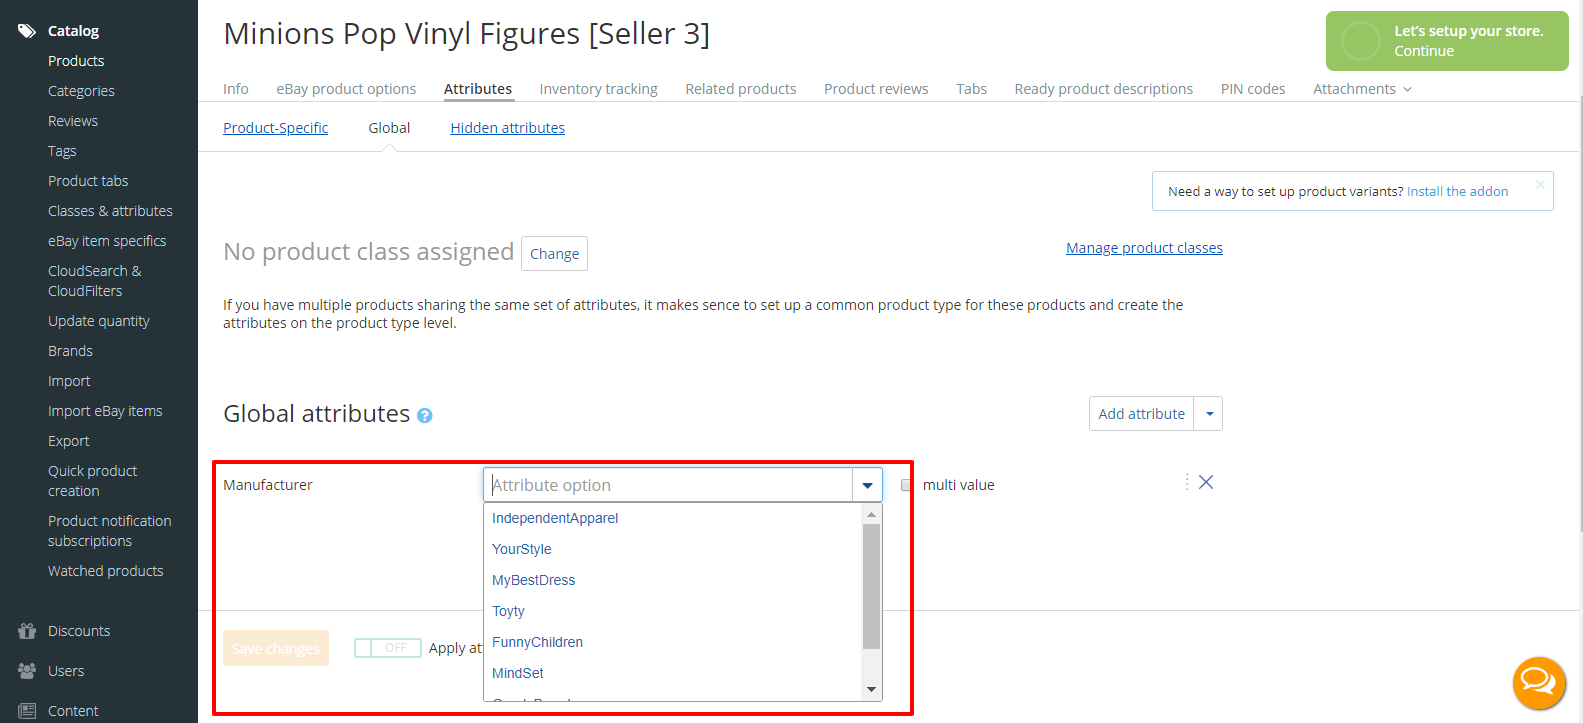 Catalog
Products
Categories
Reviews
Tags
Product tabs
Classes & attributes
eBay item specifics
CloudSearch &
CloudFilters
Update quantity
Brands
Import
Import eBay items
Export
Quick product
creation
Product notification
subscriptions
Watched products
Discounts
Users
Content
Minions Pop Vinyl Figures [Seller 3]
Let's setup your store.
Continue
Info eBay product options Attributes Inventory tracking Related products Product reviews Tabs Ready product descriptions PIN codes Attachments
Product-Specific Global Hidden attributes
Need a way to set up product variants? Install the addon
No product class assigned Change
Manage product classes
If you have multiple products sharing the same set of attributes, it makes sence to set up a common product type for these products and create the
attributes on the product type level.
Global attributes ?
Add attribute
Manufacturer Attribute option multi value
IndependentApparel
YourStyle
MyBestDress
Toyty
FunnyChildren
MindSet
Save changes OFF Apply